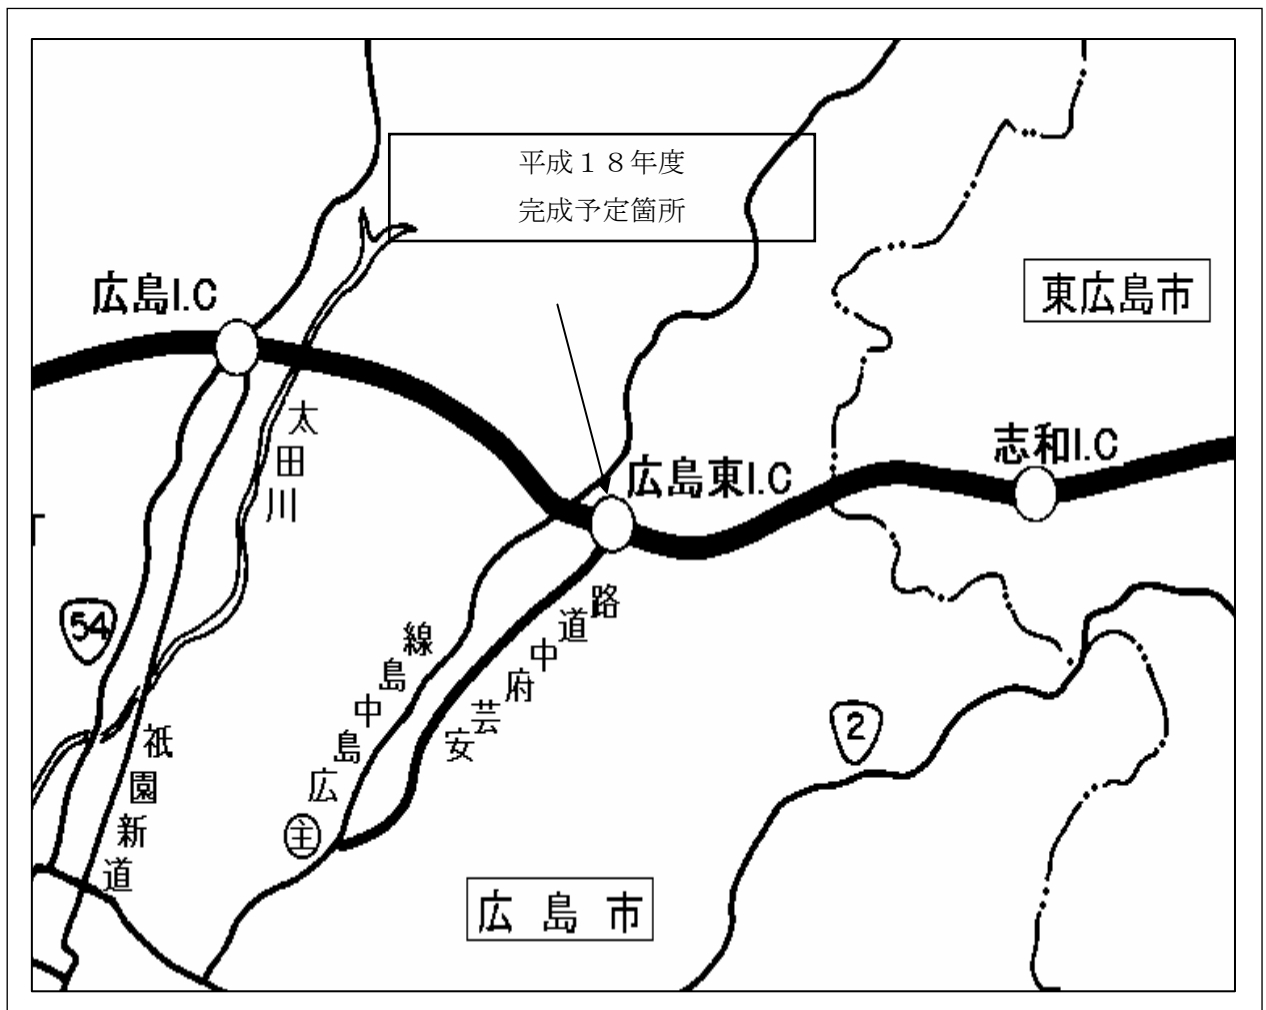 平成18年度
完成予定箇所
広島I.C
東広島市
太田川
志和I.C
広島東I.C
54
安芸府中道路
主 広島中島線
2
祇園新道
広島市